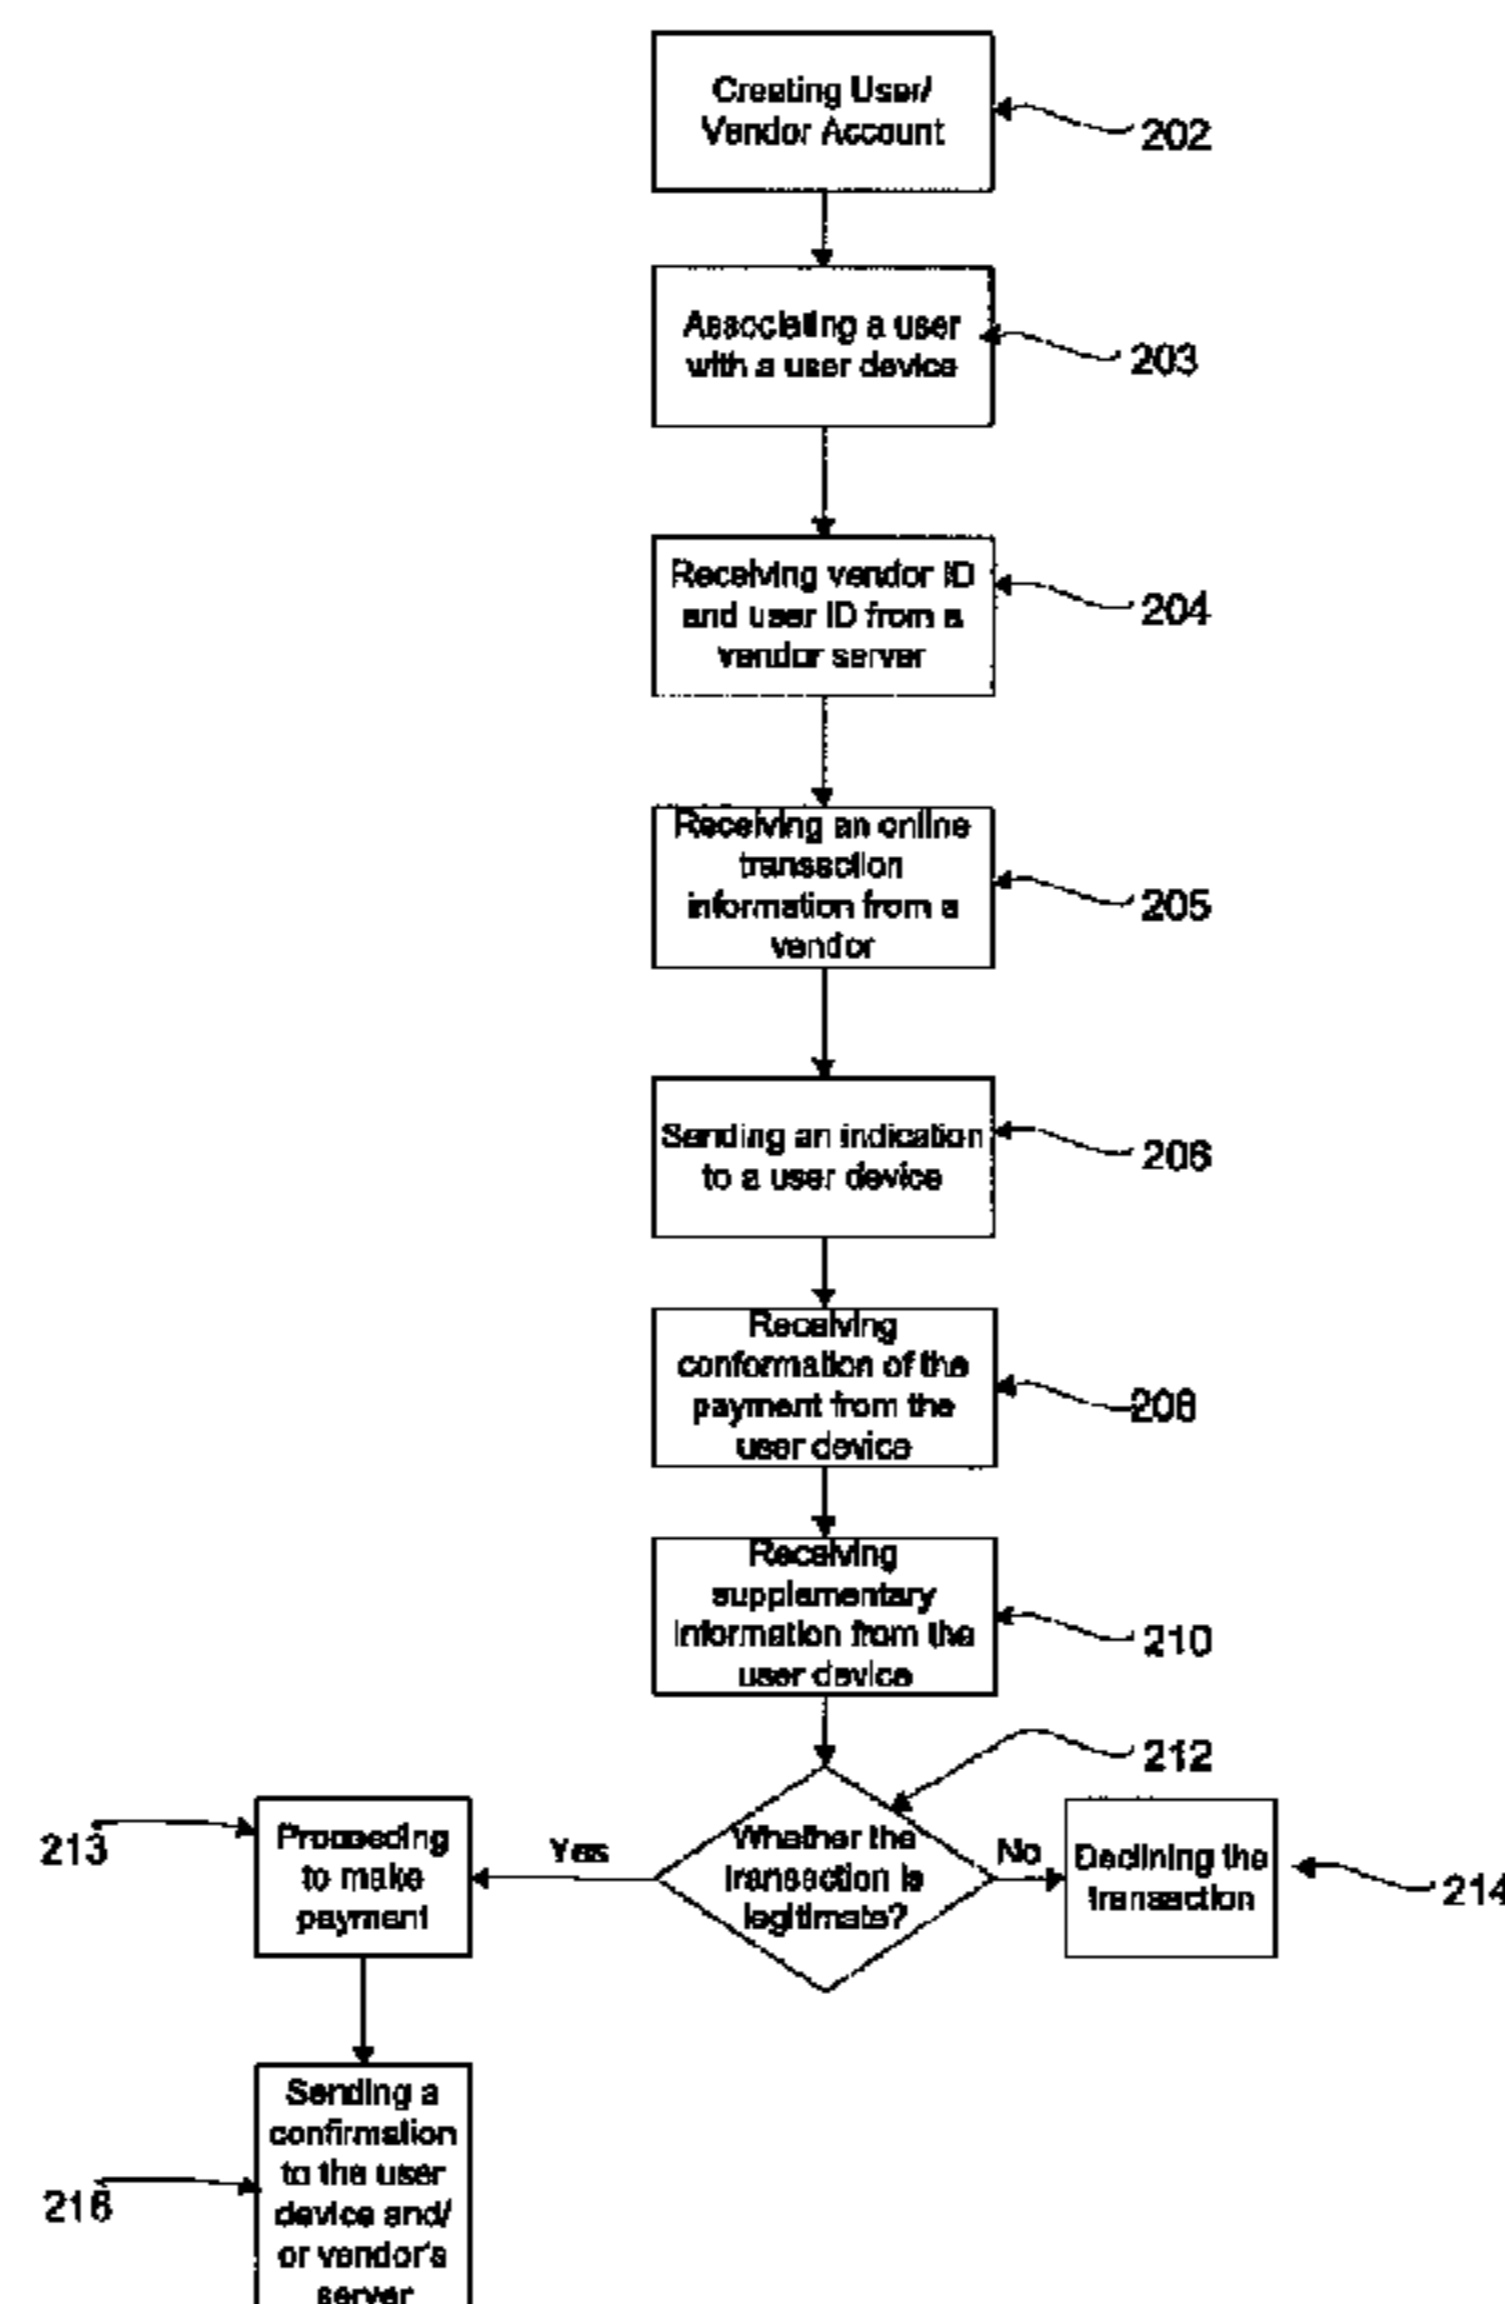 Creating User/
Vendor Account
202
Associating a user
with a user device
203
Receiving vendor ID
and user ID from a
vendor server
204
Receiving an online
transaction
information from a
vendor
205
Sending an indication
to a user device
206
Receiving
conformation of the
payment from the
user device
208
Receiving
supplementary
information from the
user device
210
212
213
Proceeding
to make
payment
Yes
Whether the
transaction is
legitimate?
No
Declining the
transaction
214
Sending a
confirmation
to the user
device and/
or vendor's
server
216